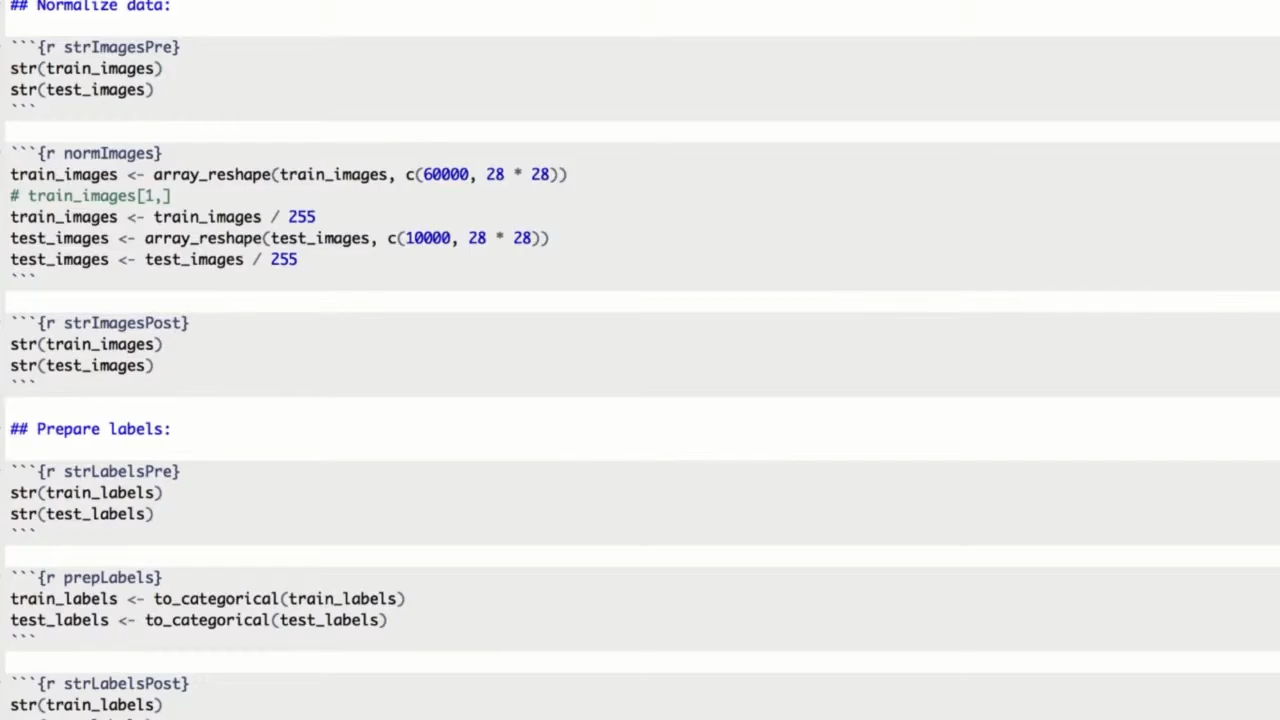 ## Normalize data:
```{r strImagesPre}
str(train_images)
str(test_images)
```
```{r normImages}
train_images <- array_reshape(train_images, c(60000, 28 * 28))
# train_images[1,]
train_images <- train_images / 255
test_images <- array_reshape(test_images, c(10000, 28 * 28))
test_images <- test_images / 255
```
```{r strImagesPost}
str(train_images)
str(test_images)
```
## Prepare labels:
```{r strLabelsPre}
str(train_labels)
str(test_labels)
```
```{r prepLabels}
train_labels <- to_categorical(train_labels)
test_labels <- to_categorical(test_labels)
```
```{r strLabelsPost}
str(train_labels)